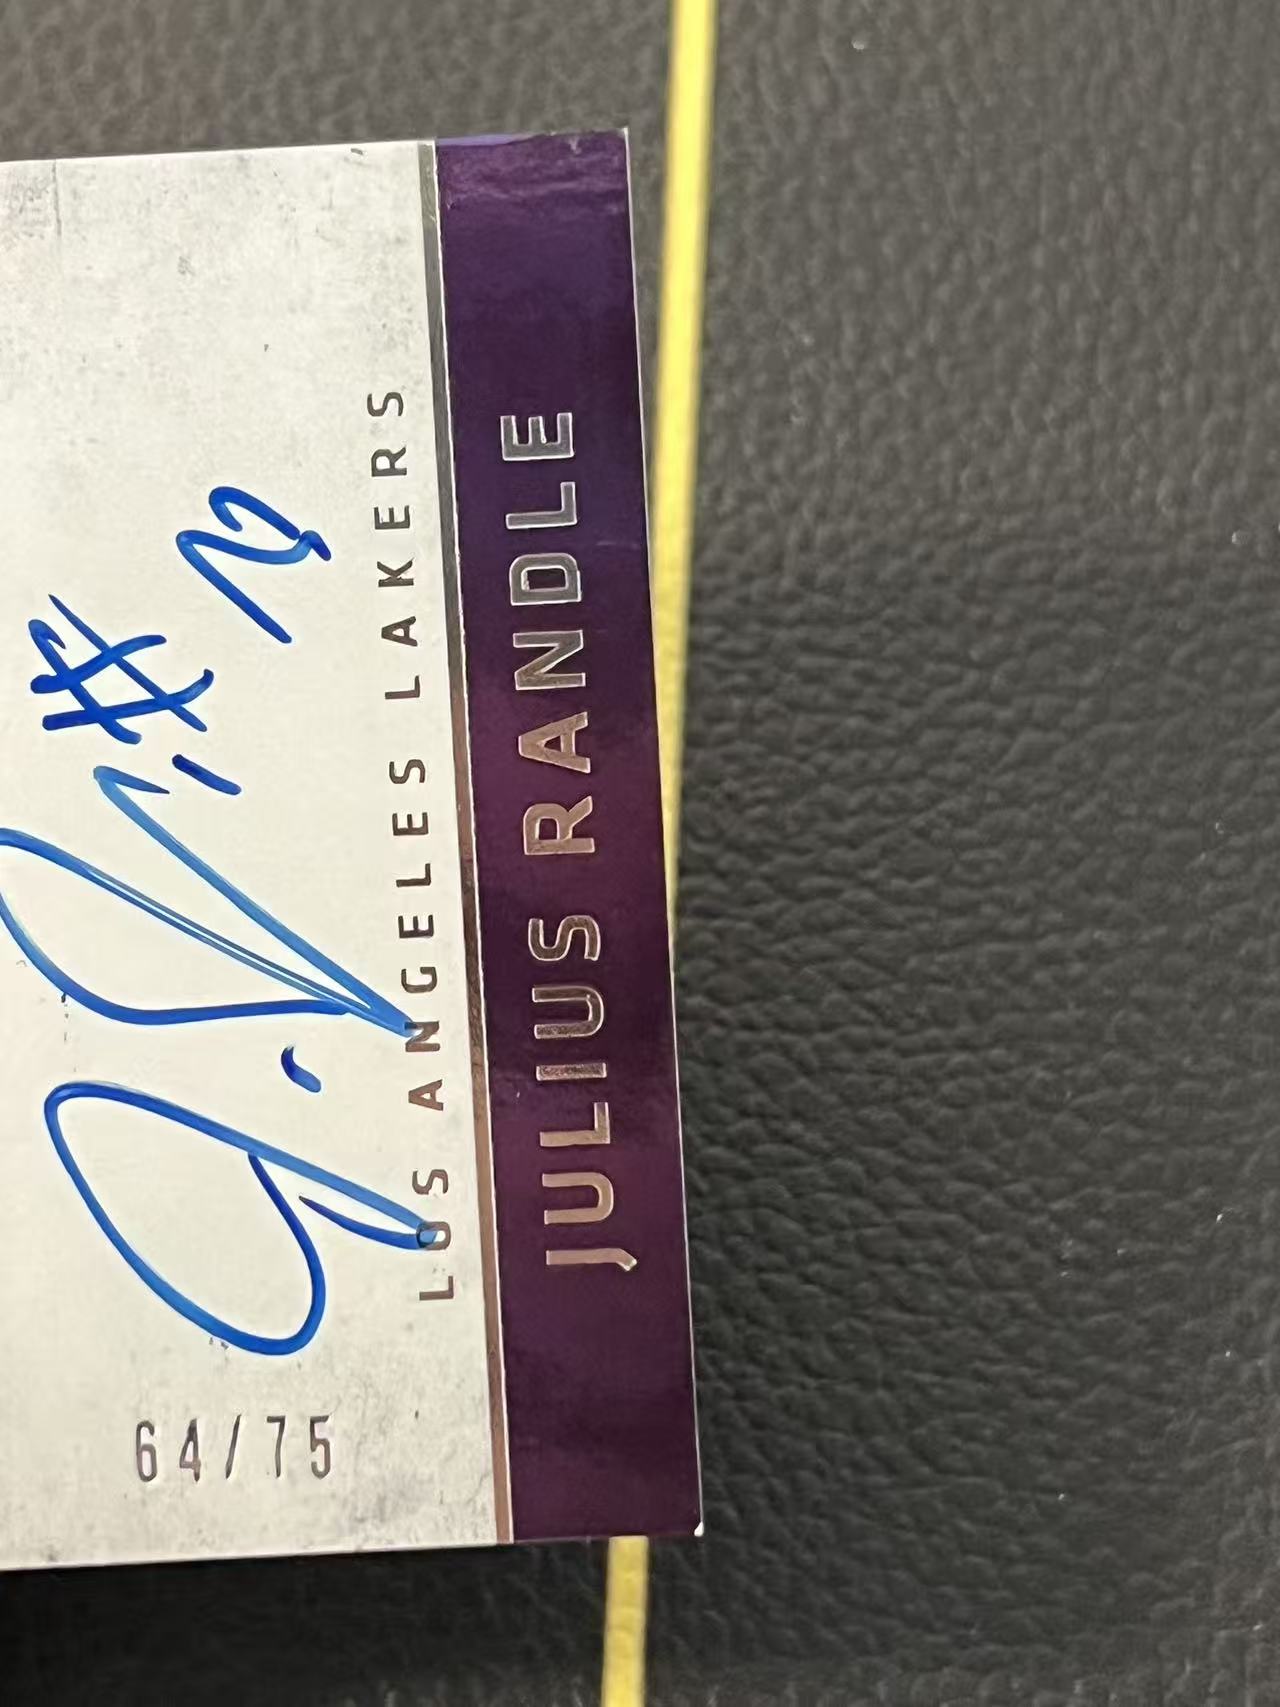 64/75
LOS ANGELES LAKERS
JULIUS RANDLE